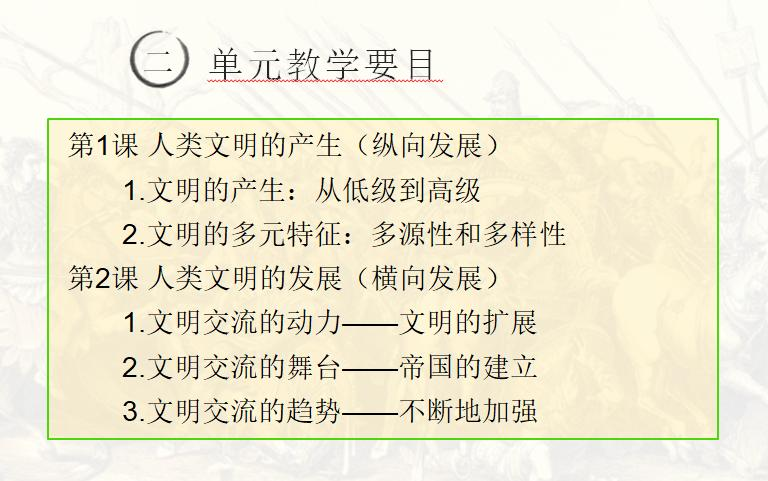 二 单元教学要目
第1课 人类文明的产生（纵向发展）
1.文明的产生：从低级到高级
2.文明的多元特征：多源性和多样性
第2课 人类文明的发展（横向发展）
1.文明交流的动力——文明的扩展
2.文明交流的舞台——帝国的建立
3.文明交流的趋势——不断地加强